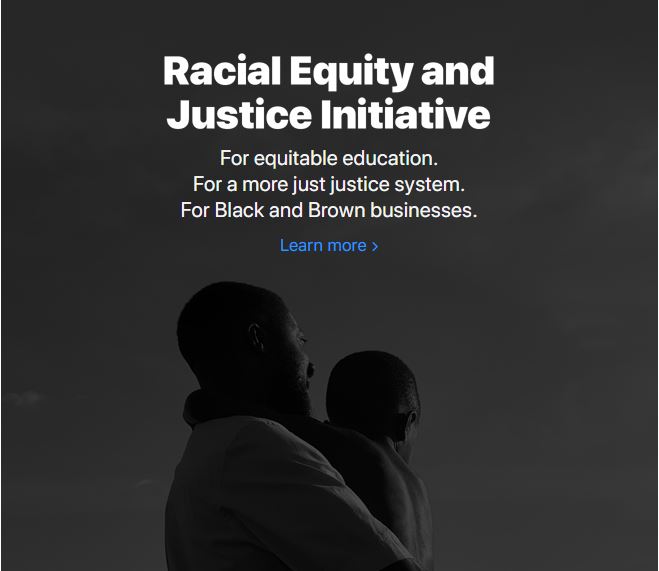 Racial Equity and
Justice Initiative
For equitable education.
For a more just justice system.
For Black and Brown businesses.
Learn more >